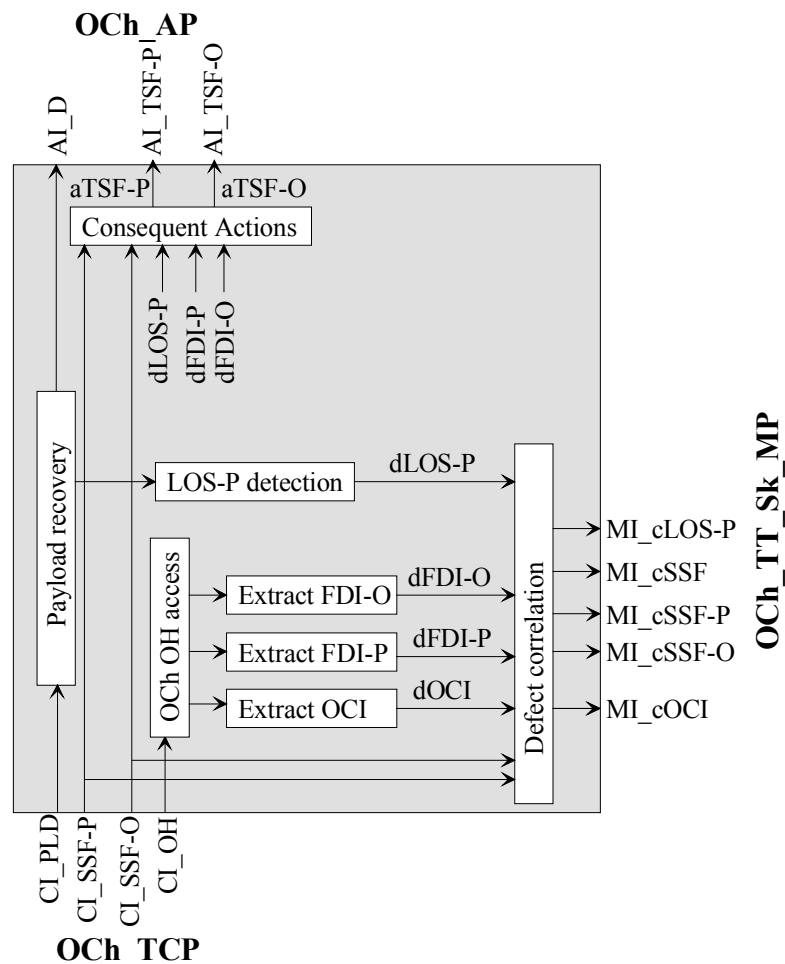 OCh_AP
AI_D
AI_TSF-P
AI_TSF-O
aTSF-P
aTSF-O
Consequent Actions
dLOS-P
dFDI-P
dFDI-O
Payload recovery
LOS-P detection
dLOS-P
OCh OH access
Extract FDI-O
dFDI-O
Extract FDI-P
dFDI-P
Extract OCI
dOCI
Defect correlation
MI_cLOS-P
MI_cSSF
MI_cSSF-P
MI_cSSF-O
MI_cOCI
OCh_TT_Sk_MP
CI_PLD
CI_SSF-P
CI_SSF-O
CI_OH
OCh_TCP